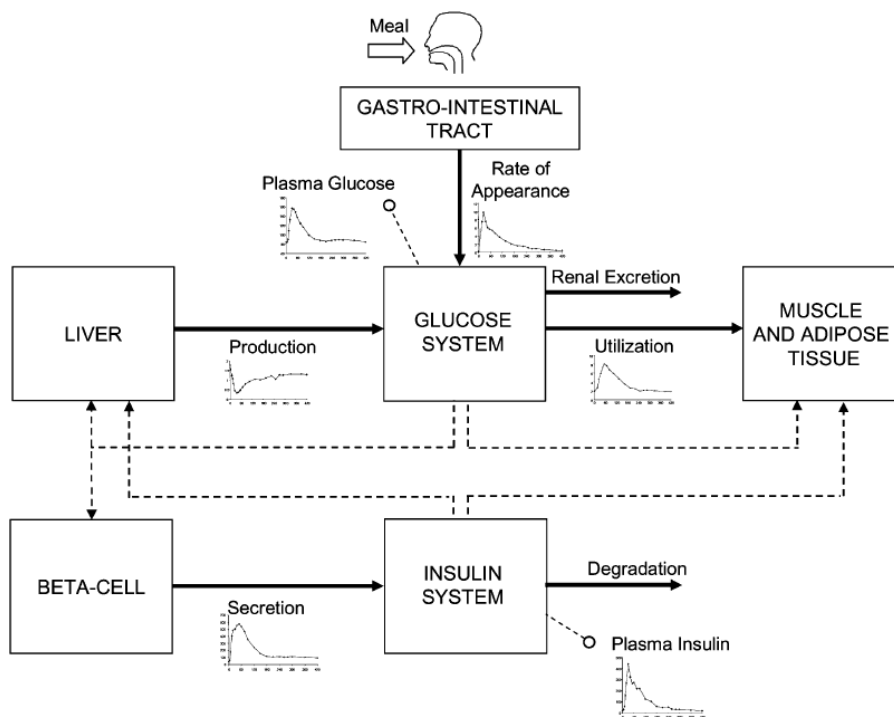 Meal
GASTRO-INTESTINAL
TRACT
Plasma Glucose
Rate of
Appearance
Renal Excretion
LIVER
GLUCOSE
SYSTEM
MUSCLE
AND ADIPOSE
TISSUE
Production
Utilization
BETA-CELL
INSULIN
SYSTEM
Degradation
Secretion
Plasma Insulin